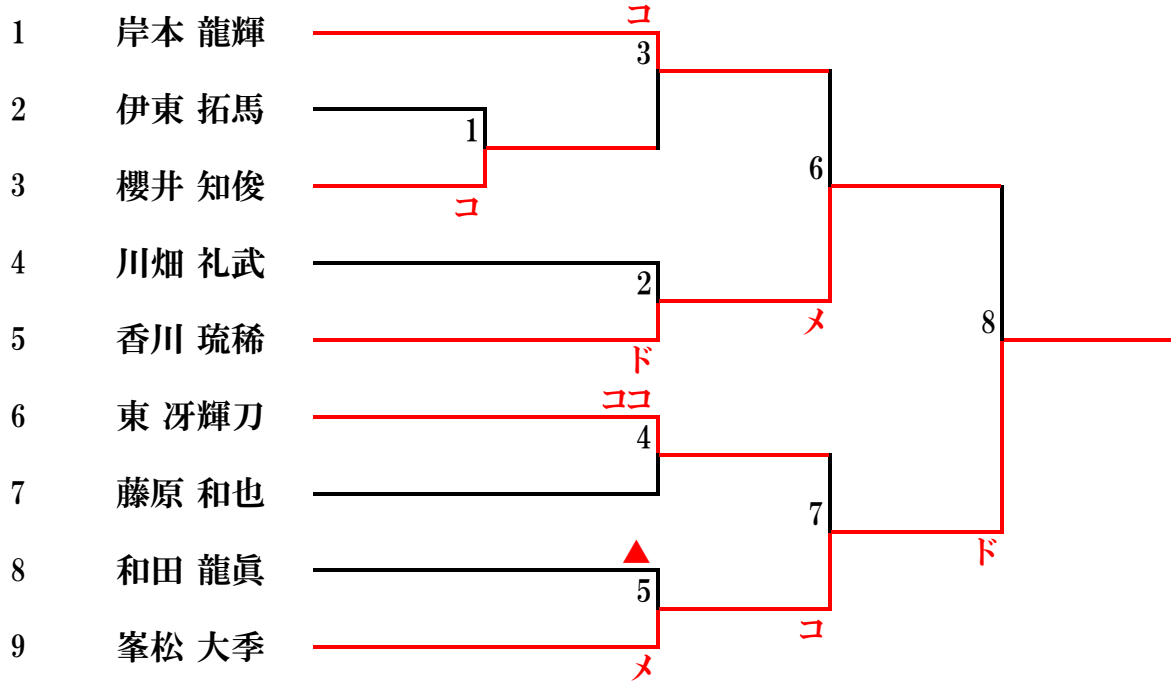 コ
1 岸本 龍輝
3
2 伊東 拓馬
1
6
3 櫻井 知俊
コ
4 川畑 礼武
2
メ
8
5 香川 琉稀
ド
ココ
6 東 冴輝刀
4
7 藤原 和也
7
▲
ド
8 和田 龍眞
5
コ
9 峯松 大季
メ